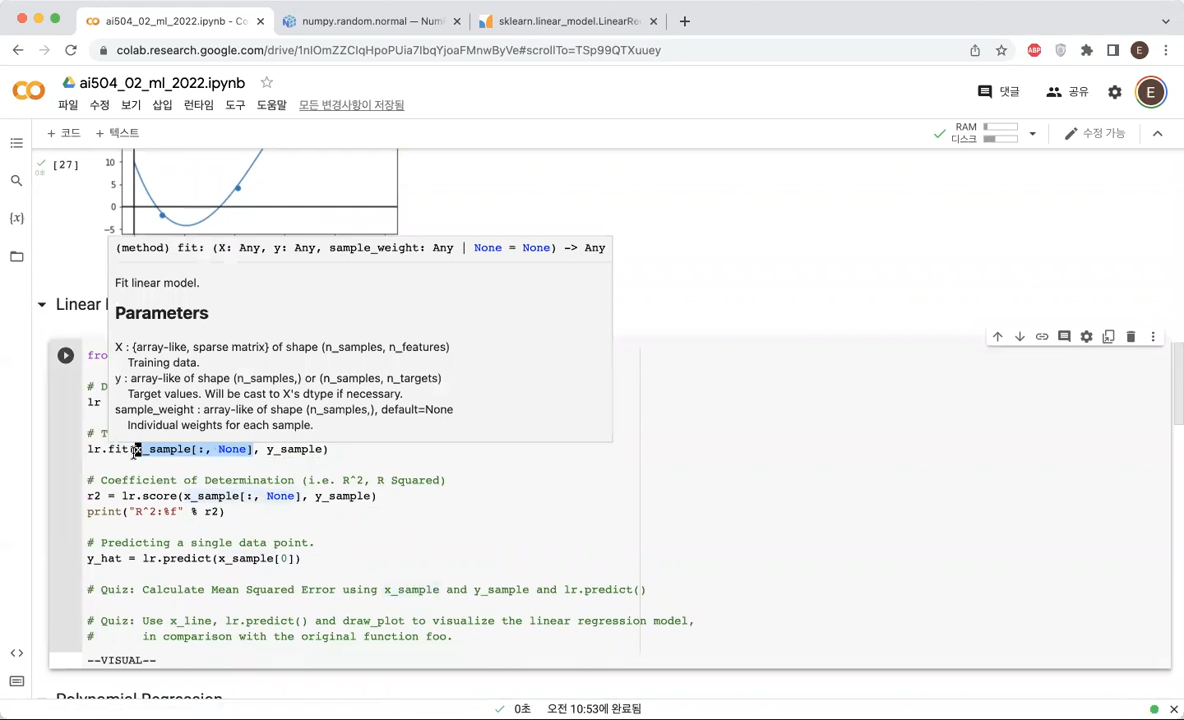 ai504_02_ml_2022.ipynb - Co
numpy.random.normal — Num
sklearn.linear_model.LinearRe
colab.research.google.com/drive/1nIOmZZClqHpoPUia7IbqYjoaFMnwByVe#scrollTo=TSp99QTXuuey
ABP
E
ai504_02_ml_2022.ipynb
댓글
공유
E
파일 수정 보기 삽입 런타임 도구 도움말 모든 변경사항이 저장됨
+ 코드 + 텍스트
RAM
디스크
수정 가능
[27]
0초
10
5
0
−5
(method) fit: (X: Any, y: Any, sample_weight: Any | None = None) -> Any
Fit linear model.
Linear
Parameters
X : {array-like, sparse matrix} of shape (n_samples, n_features)
Training data.
y : array-like of shape (n_samples,) or (n_samples, n_targets)
Target values. Will be cast to X's dtype if necessary.
sample_weight : array-like of shape (n_samples,), default=None
Individual weights for each sample.
fro
# D
lr
# T
lr.fit(x_sample[:, None], y_sample)
# Coefficient of Determination (i.e. R^2, R Squared)
r2 = lr.score(x_sample[:, None], y_sample)
print("R^2:%f" % r2)
# Predicting a single data point.
y_hat = lr.predict(x_sample[0])
# Quiz: Calculate Mean Squared Error using x_sample and y_sample and lr.predict()
# Quiz: Use x_line, lr.predict() and draw_plot to visualize the linear regression model,
# in comparison with the original function foo.
--VISUAL--
Polynomial Regression
0초 오전 10:53에 완료됨